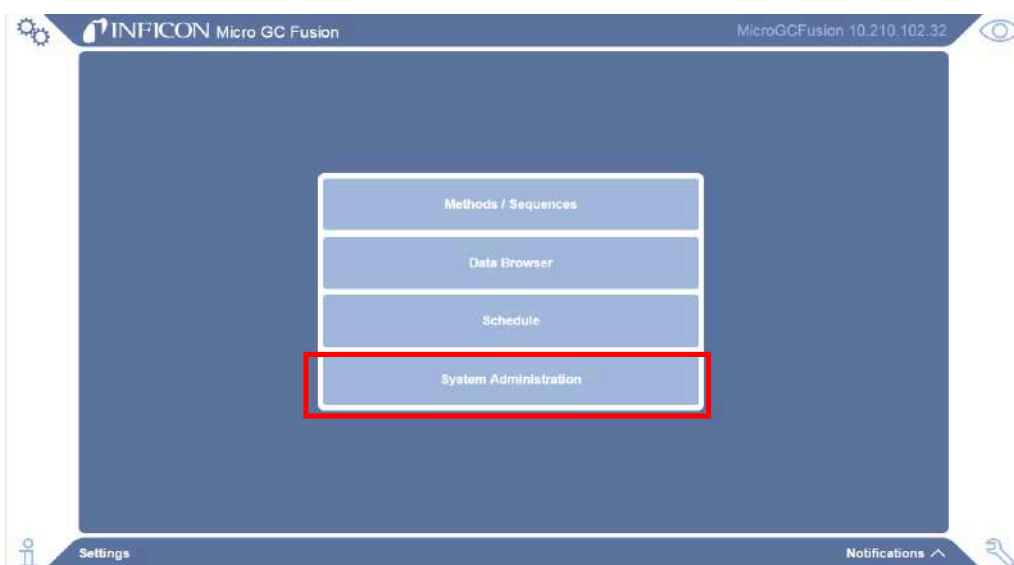 INFICON Micro GC Fusion
MicroGCFusion 10.210.102.32
Methods / Sequences
Data Browser
Schedule
System Administration
Settings
Notifications